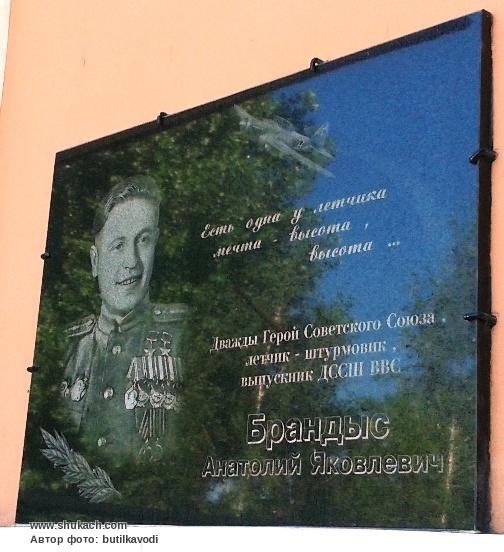 Есть одна у летчика
мечта - высота ,
высота ...
Дважды Герой Советского Союза ,
летчик - штурмовик ,
выпускник ДССШ ВВС
Брандыс
Анатолий Яковлевич
www.shukach.com
Автор фото: butilkavodi